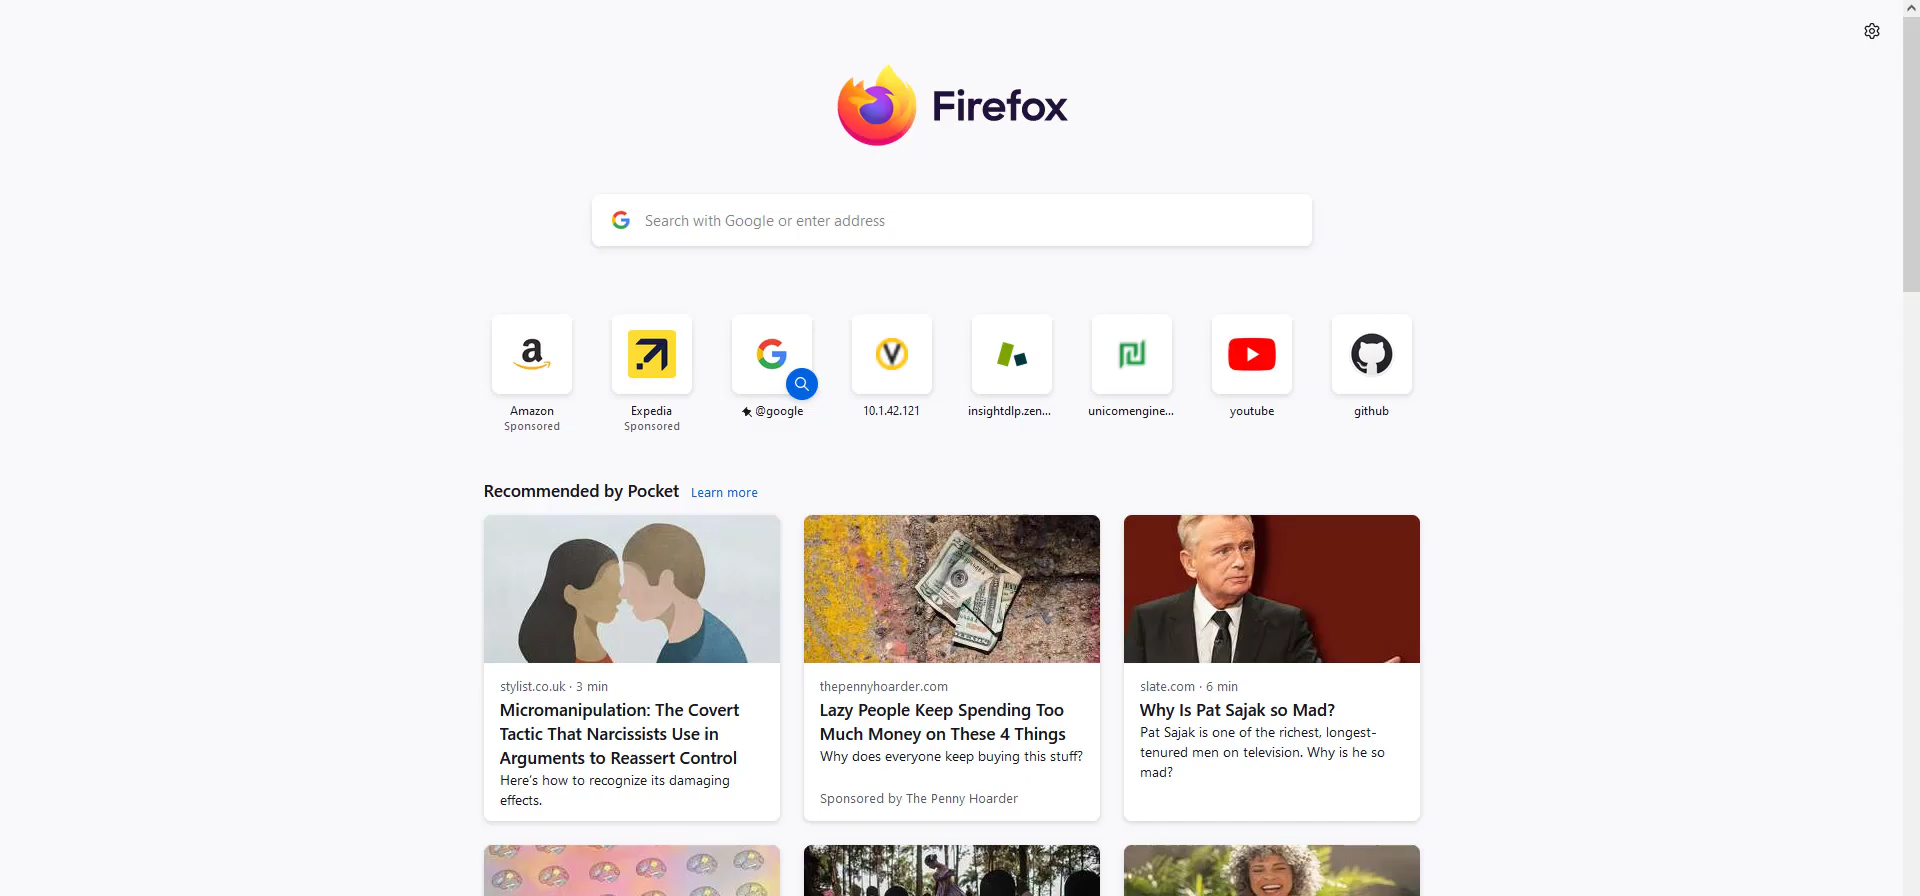 Firefox
Search with Google or enter address
Amazon
Sponsored
Expedia
Sponsored
@google
10.1.42.121
insightdlp.zen...
unicomengine...
youtube
github
Recommended by Pocket Learn more
stylist.co.uk · 3 min
Micromanipulation: The Covert
Tactic That Narcissists Use in
Arguments to Reassert Control
Here's how to recognize its damaging
effects.
thepennyhoarder.com
Lazy People Keep Spending Too
Much Money on These 4 Things
Why does everyone keep buying this stuff?
Sponsored by The Penny Hoarder
slate.com · 6 min
Why Is Pat Sajak so Mad?
Pat Sajak is one of the richest, longest-
tenured men on television. Why is he so
mad?